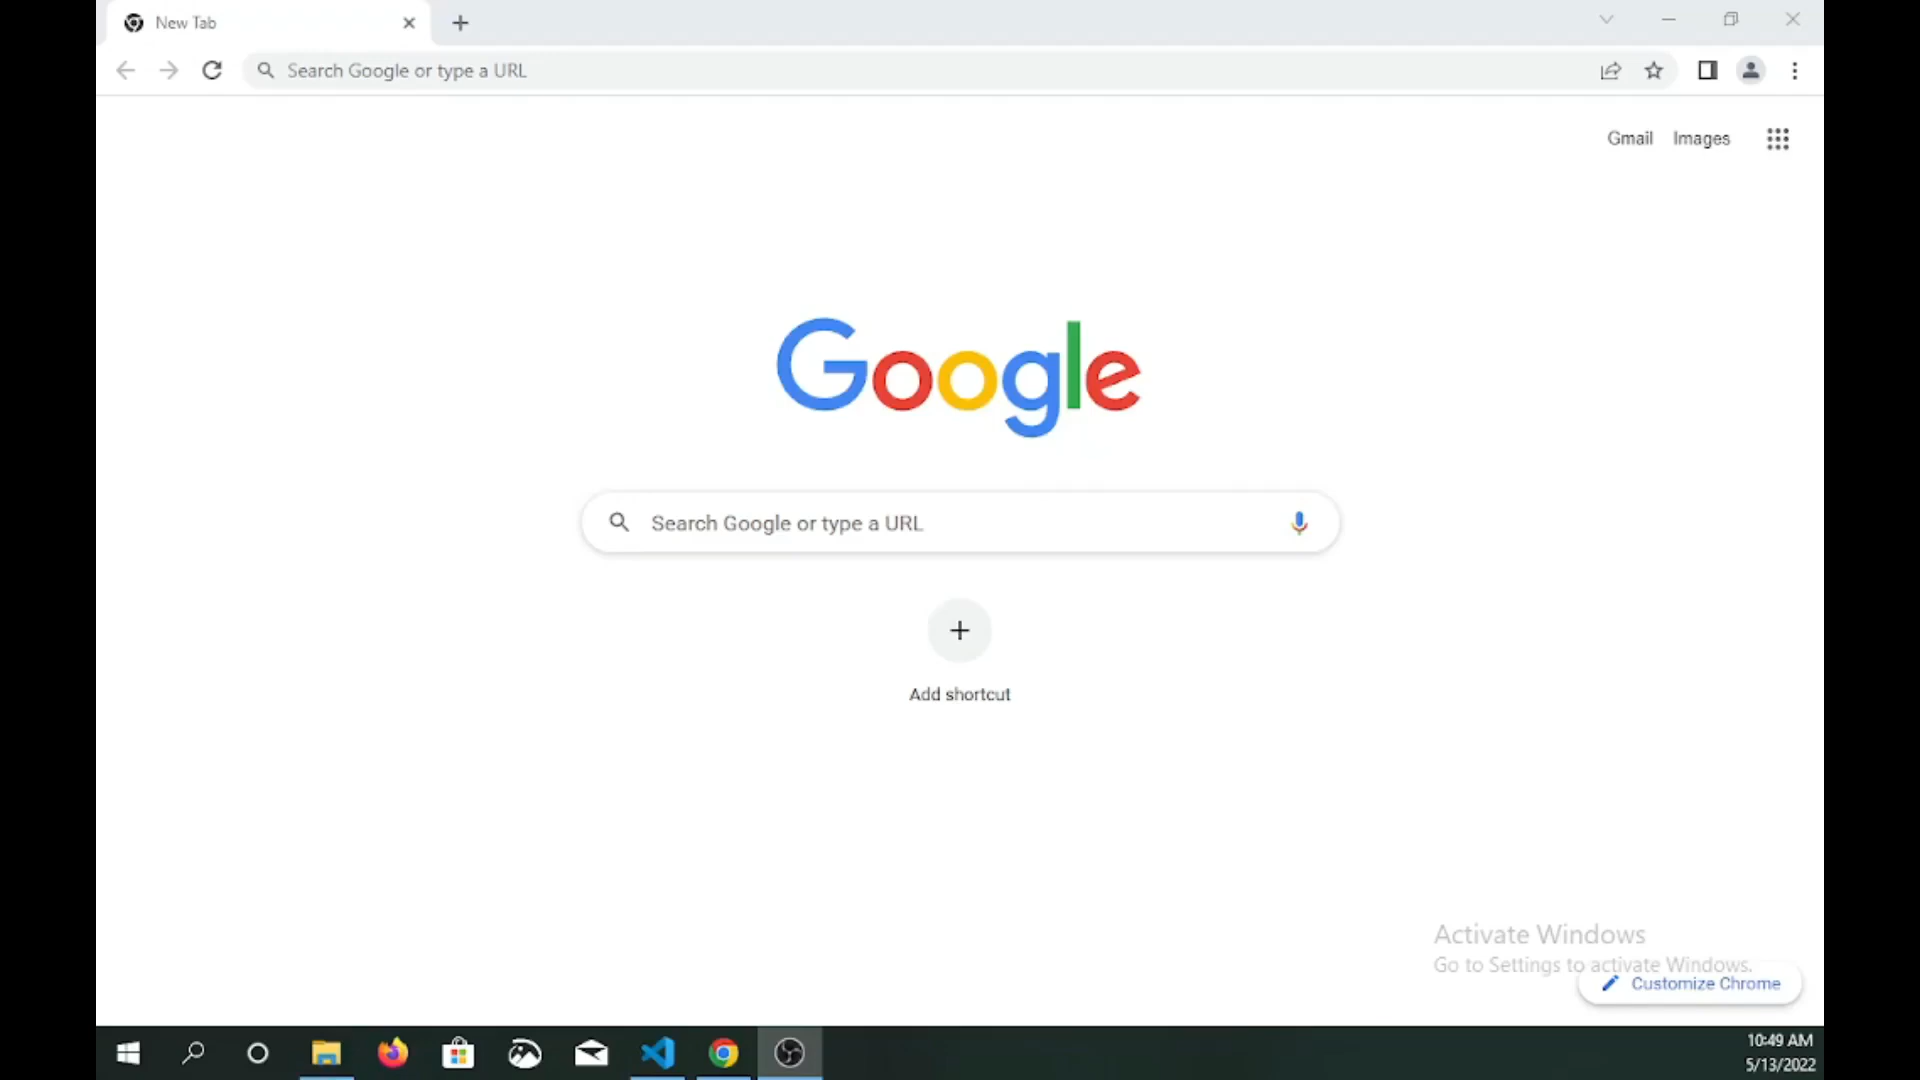 New Tab
Search Google or type a URL
Gmail Images
Google
Search Google or type a URL
Add shortcut
Activate Windows
Go to Settings to activate Windows.
Customize Chrome
10:49 AM
5/13/2022